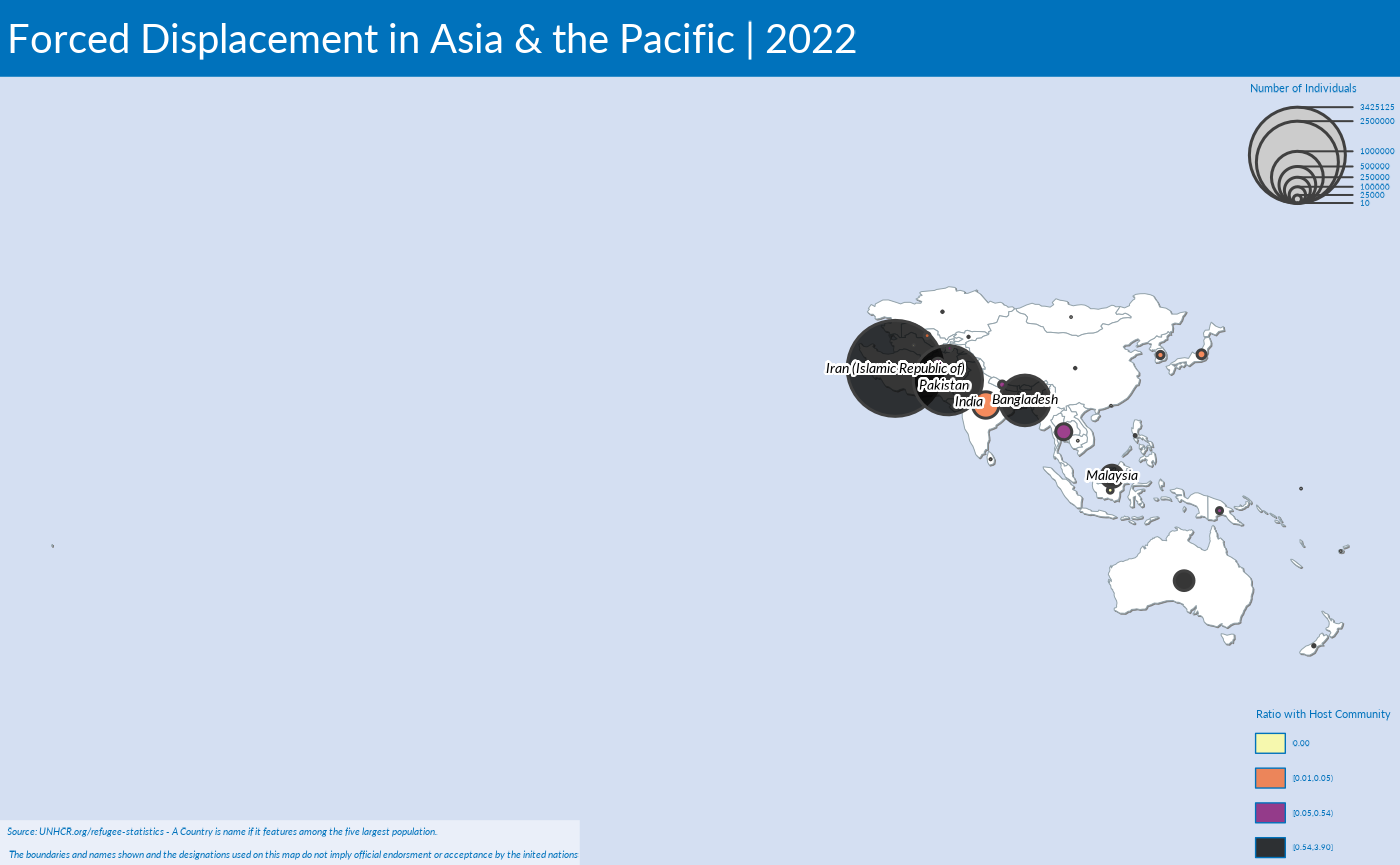 Forced Displacement in Asia & the Pacific | 2022
Number of Individuals
3425125
2500000
1000000
500000
250000
100000
25000
10
Iran (Islamic Republic of)
Pakistan
India
Bangladesh
Malaysia
Ratio with Host Community
0.00
[0.01,0.05)
[0.05,0.54)
[0.54,3.90]
Source: UNHCR.org/refugee-statistics - A Country is name if it features among the five largest population.
The boundaries and names shown and the designations used on this map do not imply official endorsment or acceptance by the inited nations